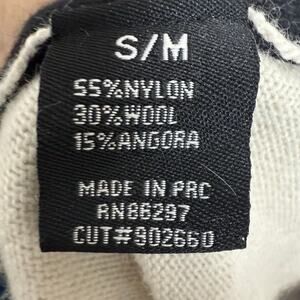 S/M
55%NYLON
30%WOOL
15%ANGORA
MADE IN PRC
RN86297
CUT#902660